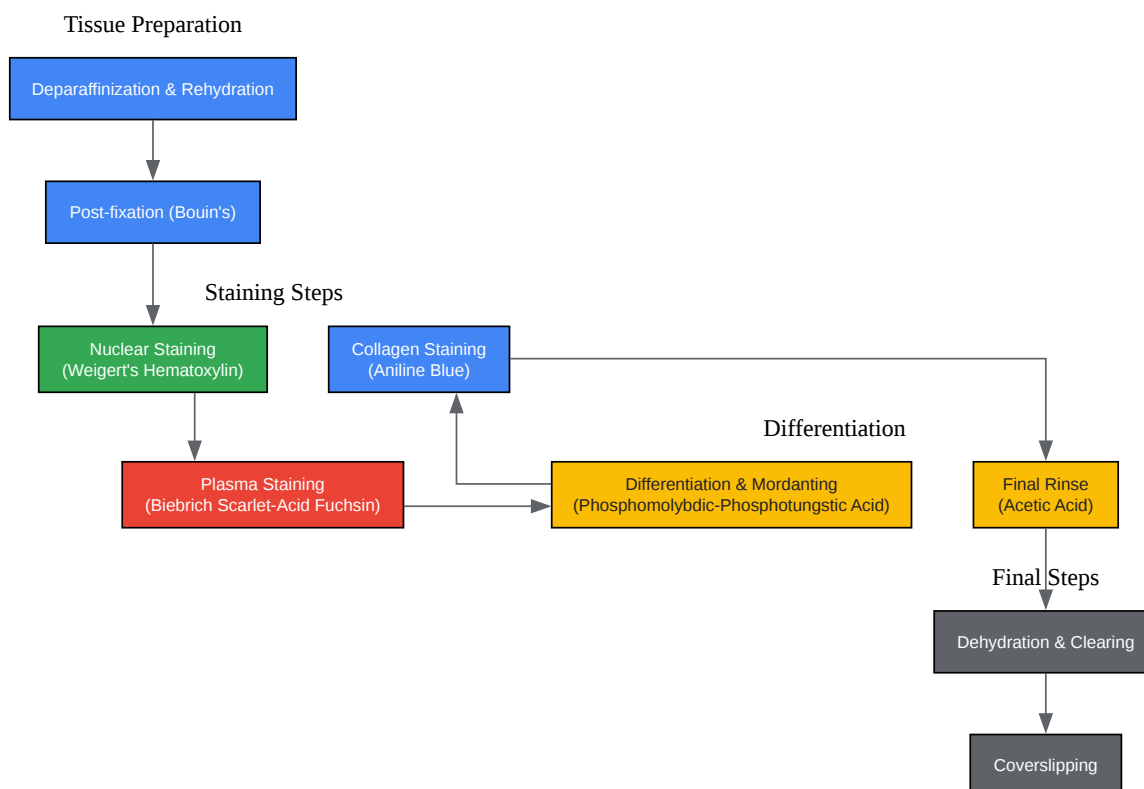 Tissue Preparation
Deparaffinization & Rehydration
Post-fixation (Bouin's)
Staining Steps
Nuclear Staining
(Weigert's Hematoxylin)
Collagen Staining
(Aniline Blue)
Differentiation
Plasma Staining
(Biebrich Scarlet-Acid Fuchsin)
Differentiation & Mordanting
(Phosphomolybdic-Phosphotungstic Acid)
Final Rinse
(Acetic Acid)
Final Steps
Dehydration & Clearing
Coverslipping